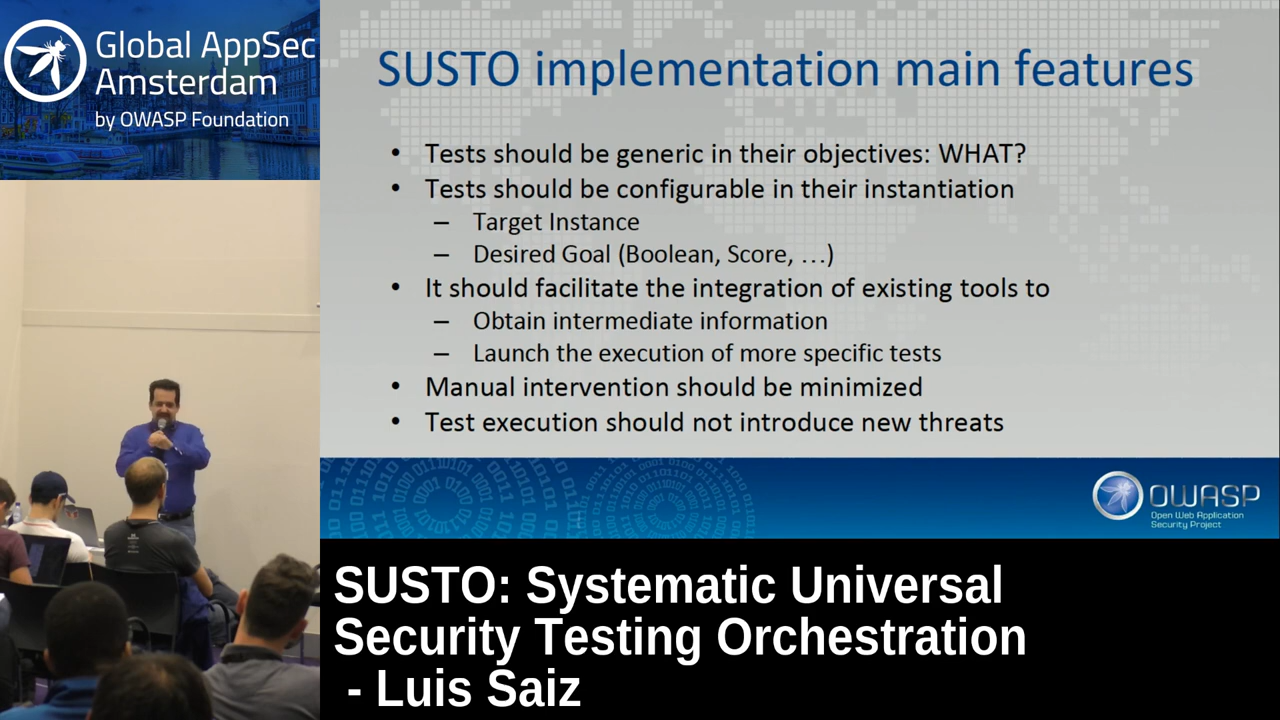 Global AppSec
Amsterdam
by OWASP Foundation
SUSTO implementation main features
• Tests should be generic in their objectives: WHAT?
• Tests should be configurable in their instantiation
– Target Instance
– Desired Goal (Boolean, Score, …)
• It should facilitate the integration of existing tools to
– Obtain intermediate information
– Launch the execution of more specific tests
• Manual intervention should be minimized
• Test execution should not introduce new threats
OWASP
Open Web Application
Security Project
SUSTO: Systematic Universal
Security Testing Orchestration
- Luis Saiz